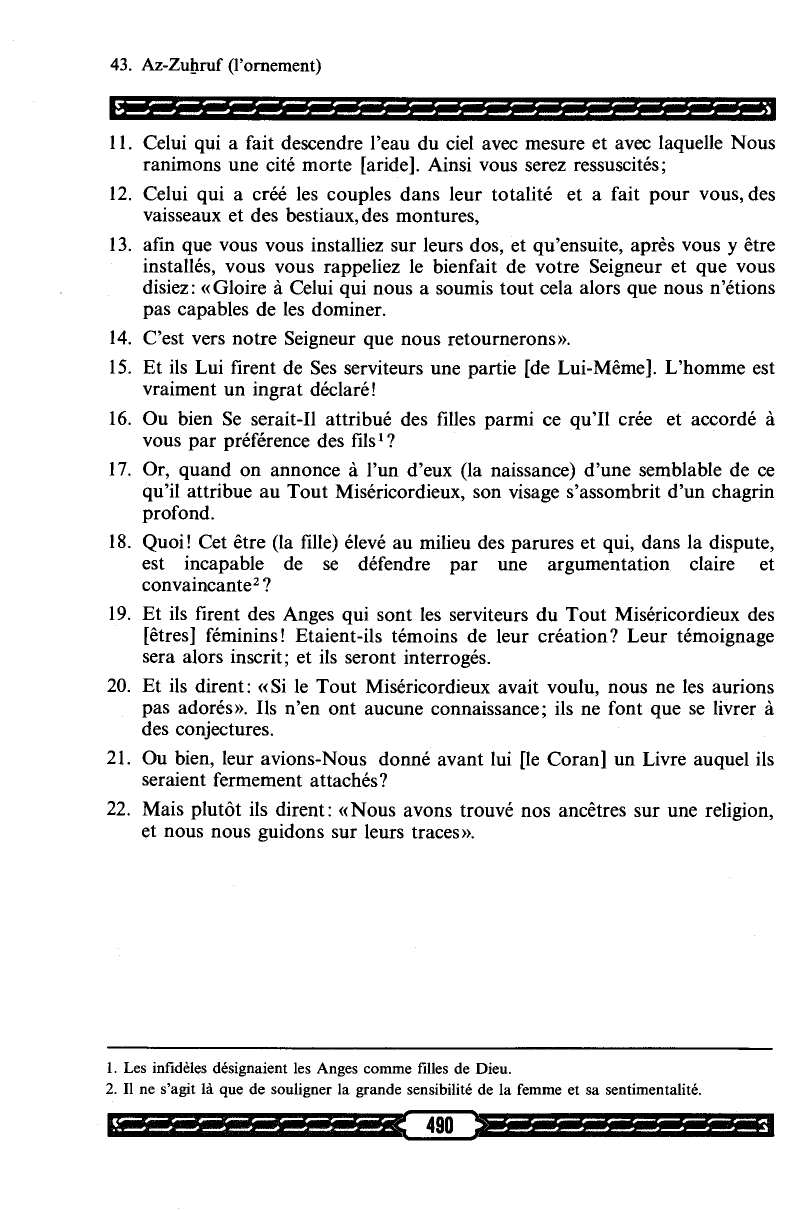 43. Az-Zuẖruf (l'ornement)
11. Celui qui a fait descendre l'eau du ciel avec mesure et avec laquelle Nous
ranimons une cité morte [aride]. Ainsi vous serez ressuscités;
12. Celui qui a créé les couples dans leur totalité et a fait pour vous, des
vaisseaux et des bestiaux, des montures,
13. afin que vous vous installiez sur leurs dos, et qu'ensuite, après vous y être
installés, vous vous rappeliez le bienfait de votre Seigneur et que vous
disiez: «Gloire à Celui qui nous a soumis tout cela alors que nous n'étions
pas capables de les dominer.
14. C'est vers notre Seigneur que nous retournerons».
15. Et ils Lui firent de Ses serviteurs une partie [de Lui-Même]. L'homme est
vraiment un ingrat déclaré!
16. Ou bien Se serait-Il attribué des filles parmi ce qu'Il crée et accordé à
vous par préférence des fils¹?
17. Or, quand on annonce à l'un d'eux (la naissance) d'une semblable de ce
qu'il attribue au Tout Miséricordieux, son visage s'assombrit d'un chagrin
profond.
18. Quoi! Cet être (la fille) élevé au milieu des parures et qui, dans la dispute,
est incapable de se défendre par une argumentation claire et
convaincante²?
19. Et ils firent des Anges qui sont les serviteurs du Tout Miséricordieux des
[êtres] féminins! Etaient-ils témoins de leur création? Leur témoignage
sera alors inscrit; et ils seront interrogés.
20. Et ils dirent: «Si le Tout Miséricordieux avait voulu, nous ne les aurions
pas adorés». Ils n'en ont aucune connaissance; ils ne font que se livrer à
des conjectures.
21. Ou bien, leur avions-Nous donné avant lui [le Coran] un Livre auquel ils
seraient fermement attachés?
22. Mais plutôt ils dirent: «Nous avons trouvé nos ancêtres sur une religion,
et nous nous guidons sur leurs traces».
1. Les infidèles désignaient les Anges comme filles de Dieu.
2. Il ne s'agit là que de souligner la grande sensibilité de la femme et sa sentimentalité.
490